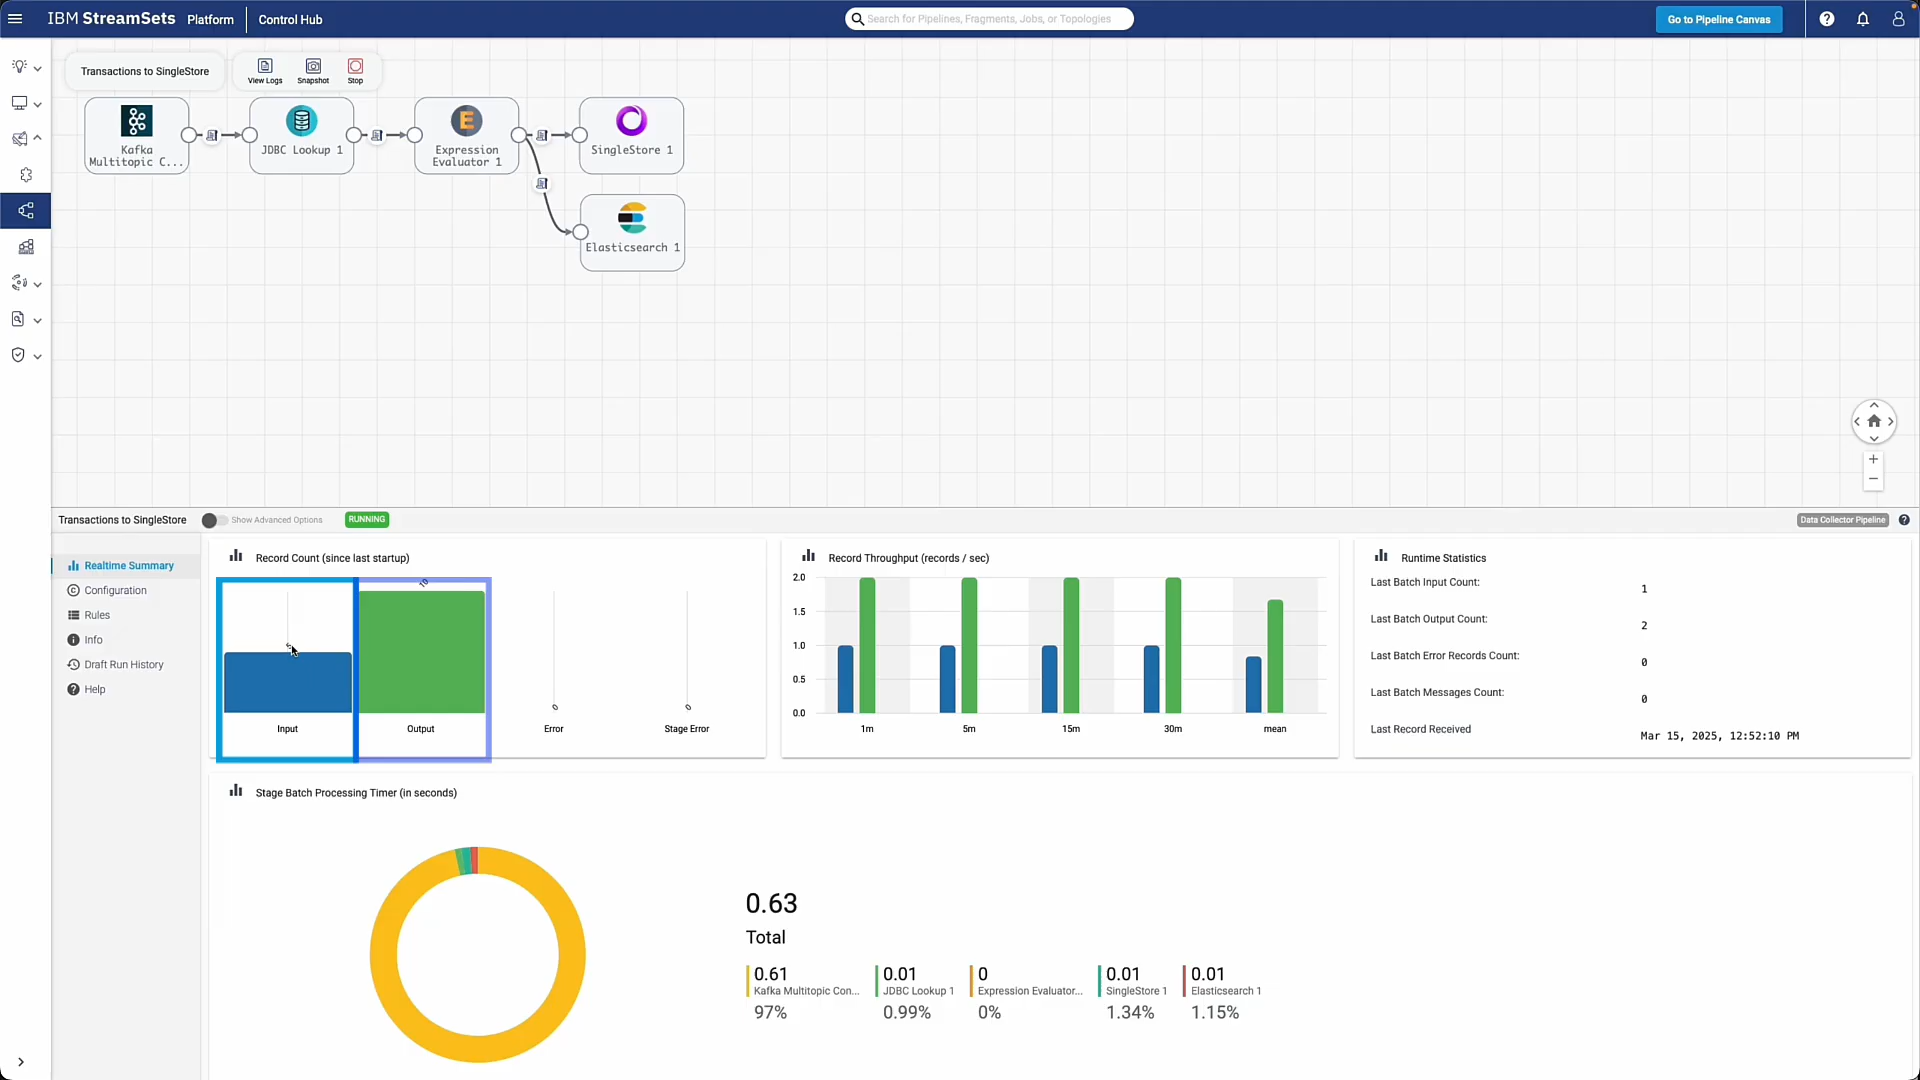 IBM StreamSets Platform Control Hub
Search for Pipelines, Fragments, Jobs, or Topologies
Go to Pipeline Canvas
Transactions to SingleStore
View Logs Snapshot Stop
Kafka
Multitopic C...
JDBC Lookup 1
Expression
Evaluator 1
SingleStore 1
Elasticsearch 1
Transactions to SingleStore Show Advanced Options RUNNING Data Collector Pipeline
Realtime Summary
Configuration
Rules
Info
Draft Run History
Help
Record Count (since last startup)
10
0
0
Input Output Error Stage Error
Record Throughput (records / sec)
2.0
1.5
1.0
0.5
0.0
1m 5m 15m 30m mean
Runtime Statistics
Last Batch Input Count: 1
Last Batch Output Count: 2
Last Batch Error Records Count: 0
Last Batch Messages Count: 0
Last Record Received Mar 15, 2025, 12:52:10 PM
Stage Batch Processing Timer (in seconds)
0.63
Total
0.61 0.01 0 0.01 0.01
Kafka Multitopic Con... JDBC Lookup 1 Expression Evaluator... SingleStore 1 Elasticsearch 1
97% 0.99% 0% 1.34% 1.15%